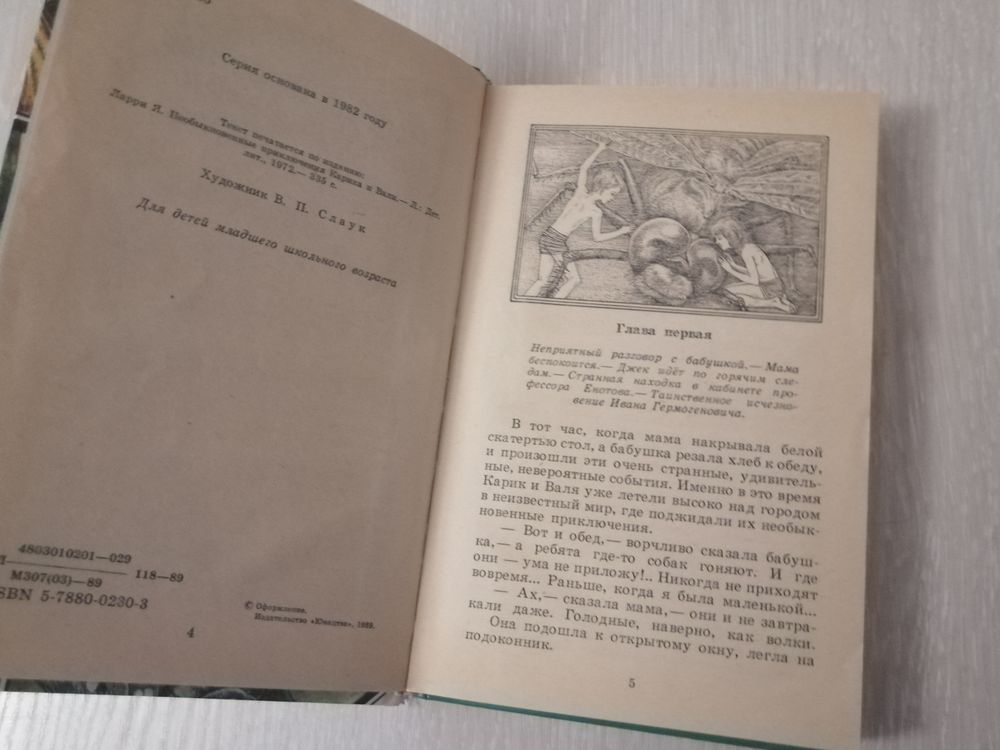 Серия основана в 1982 году
Текст печатается по изданию:
Ларри Я. Необыкновенные приключения Карика и Вали.— Л.: Дет.
лит., 1972.— 335 с.
Художник В. П. Слаук
Для детей младшего школьного возраста
4803010201—029
118—89
М307(03)—89
ISBN 5-7880-0230-3
© Оформление.
Издательство «Юнацтва», 1989.
4
Глава первая
Неприятный разговор с бабушкой.— Мама
беспокоится.— Джек идёт по горячим сле-
дам.— Странная находка в кабинете про-
фессора Енотова.— Таинственное исчезно-
вение Ивана Гермогеновича.
В тот час, когда мама накрывала белой
скатертью стол, а бабушка резала хлеб к обеду,
и произошли эти очень странные, удивитель-
ные, невероятные события. Именно в это время
Карик и Валя уже летели высоко над городом
в неизвестный мир, где поджидали их необык-
новенные приключения.
— Вот и обед,— ворчливо сказала бабуш-
ка,— а ребята где-то собак гоняют. И где
они — ума не приложу!.. Никогда не приходят
вовремя... Раньше, когда я была маленькой...
— Ах,— сказала мама,— они и не завтра-
кали даже. Голодные, наверно, как волки.
Она подошла к открытому окну, легла на
подоконник.
5